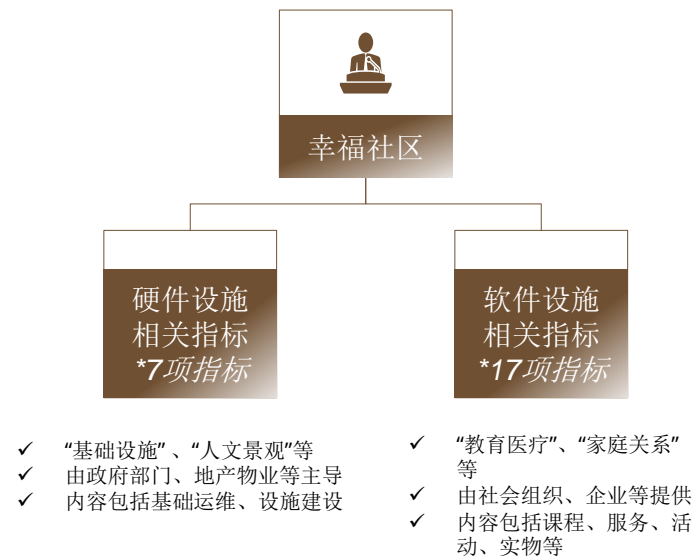 幸福社区
硬件设施
相关指标
*7项指标
软件设施
相关指标
*17项指标
✓ “基础设施” 、“人文景观”等
✓ 由政府部门、地产物业等主导
✓ 内容包括基础运维、设施建设
✓ “教育医疗”、“家庭关系”
等
✓ 由社会组织、企业等提供
✓ 内容包括课程、服务、活
动、实物等